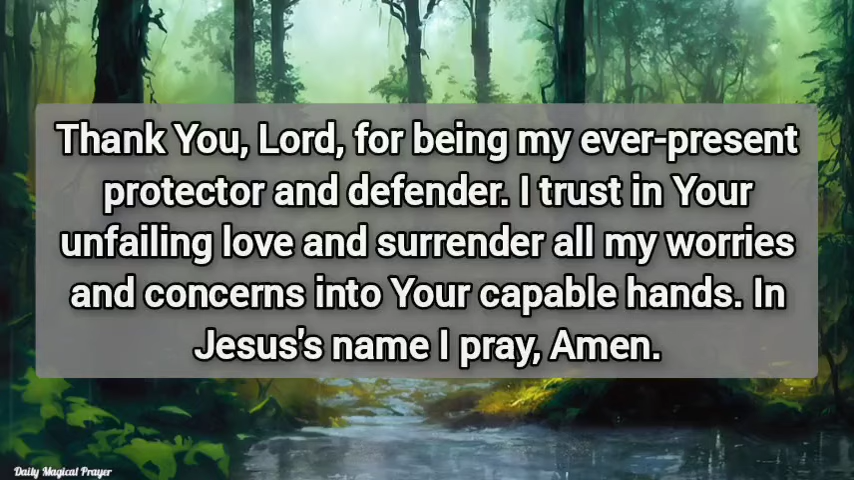 Thank You, Lord, for being my ever-present
protector and defender. I trust in Your
unfailing love and surrender all my worries
and concerns into Your capable hands. In
Jesus's name I pray, Amen.
Daily Magical Prayer